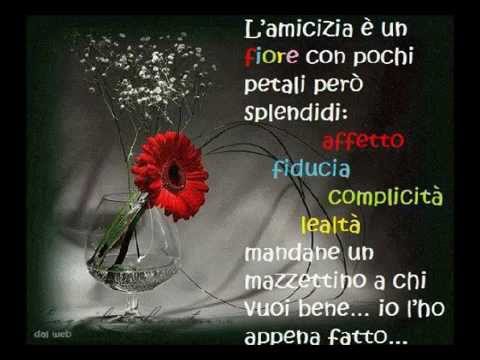 L'amicizia è un
fiore con pochi
petali però
splendidi:
affetto
fiducia
complicità
lealtà
mandane un
mazzettino a chi
vuoi bene... io l'ho
appena fatto...
dal web